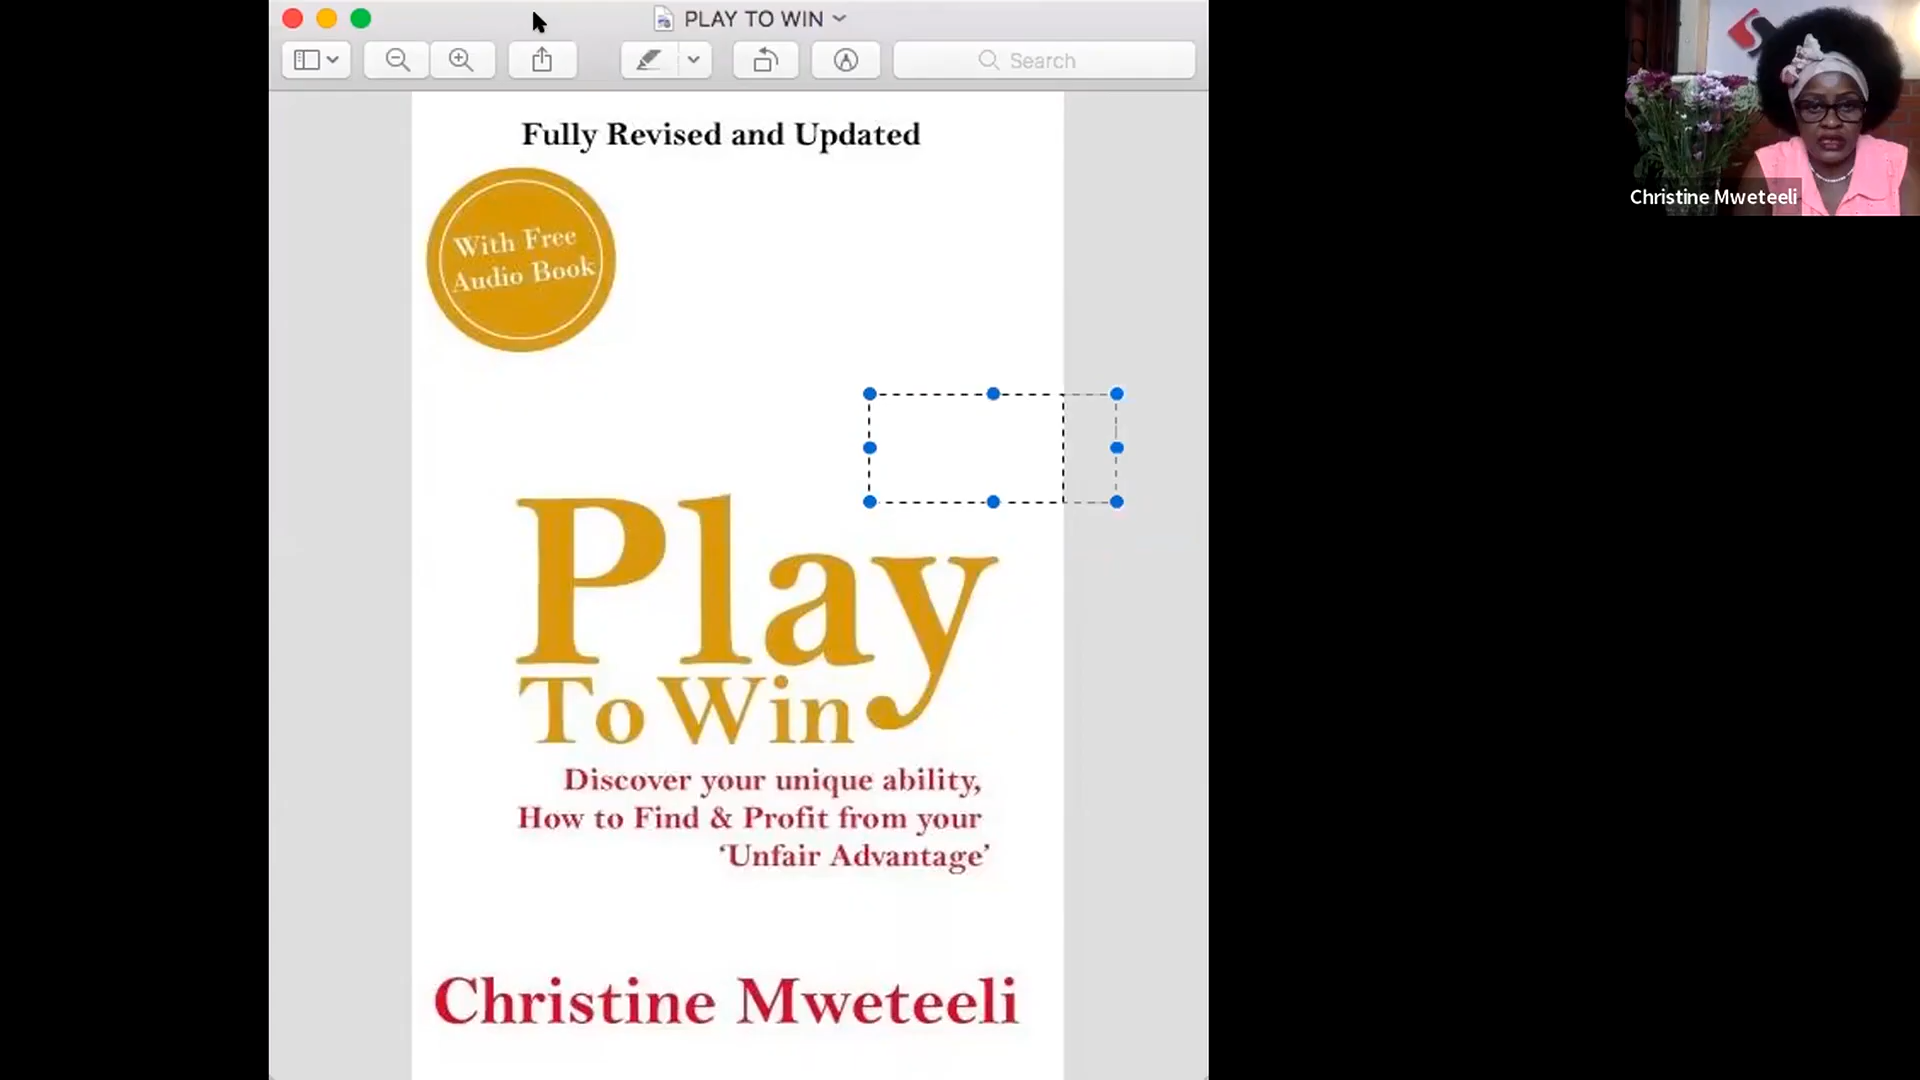 PLAY TO WIN
Search
Fully Revised and Updated
With Free
Audio Book
Play
To Win
Discover your unique ability,
How to Find & Profit from your
‘Unfair Advantage’
Christine Mweteeli
Christine Mweteeli